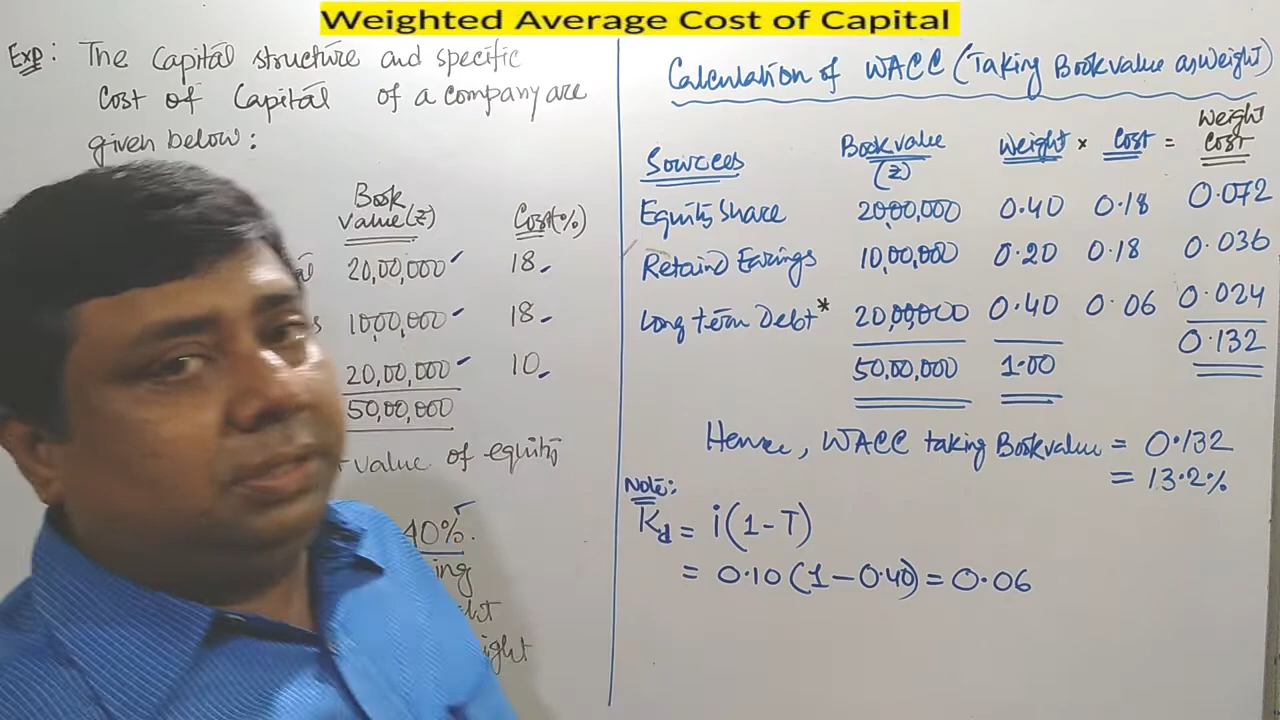 Weighted Average Cost of Capital
Exp: The Capital structure and specific
Cost of Capital of a company are
given below:
Book
value(₹) Cost(%)
20,00,000 18
1000,000 18
20,00,000 10
50,00,000
value of equity
40%.
Calculation of WACC (Taking Bookvalue as Weight)
Sources Bookvalue (₹) Weight × Cost = Weight Cost
Equity Share 2000,000 0.40 0.18 0.072
Retaind Earings 10,00,000 0.20 0.18 0.036
Long term Debt* 20,00,000 0.40 0.06 0.024
50,00,000 1.00 0.132
Hence, WACC taking Bookvalue = 0.132
= 13.2%
Note:
Kd = i(1-T)
= 0.10(1-0.40) = 0.06